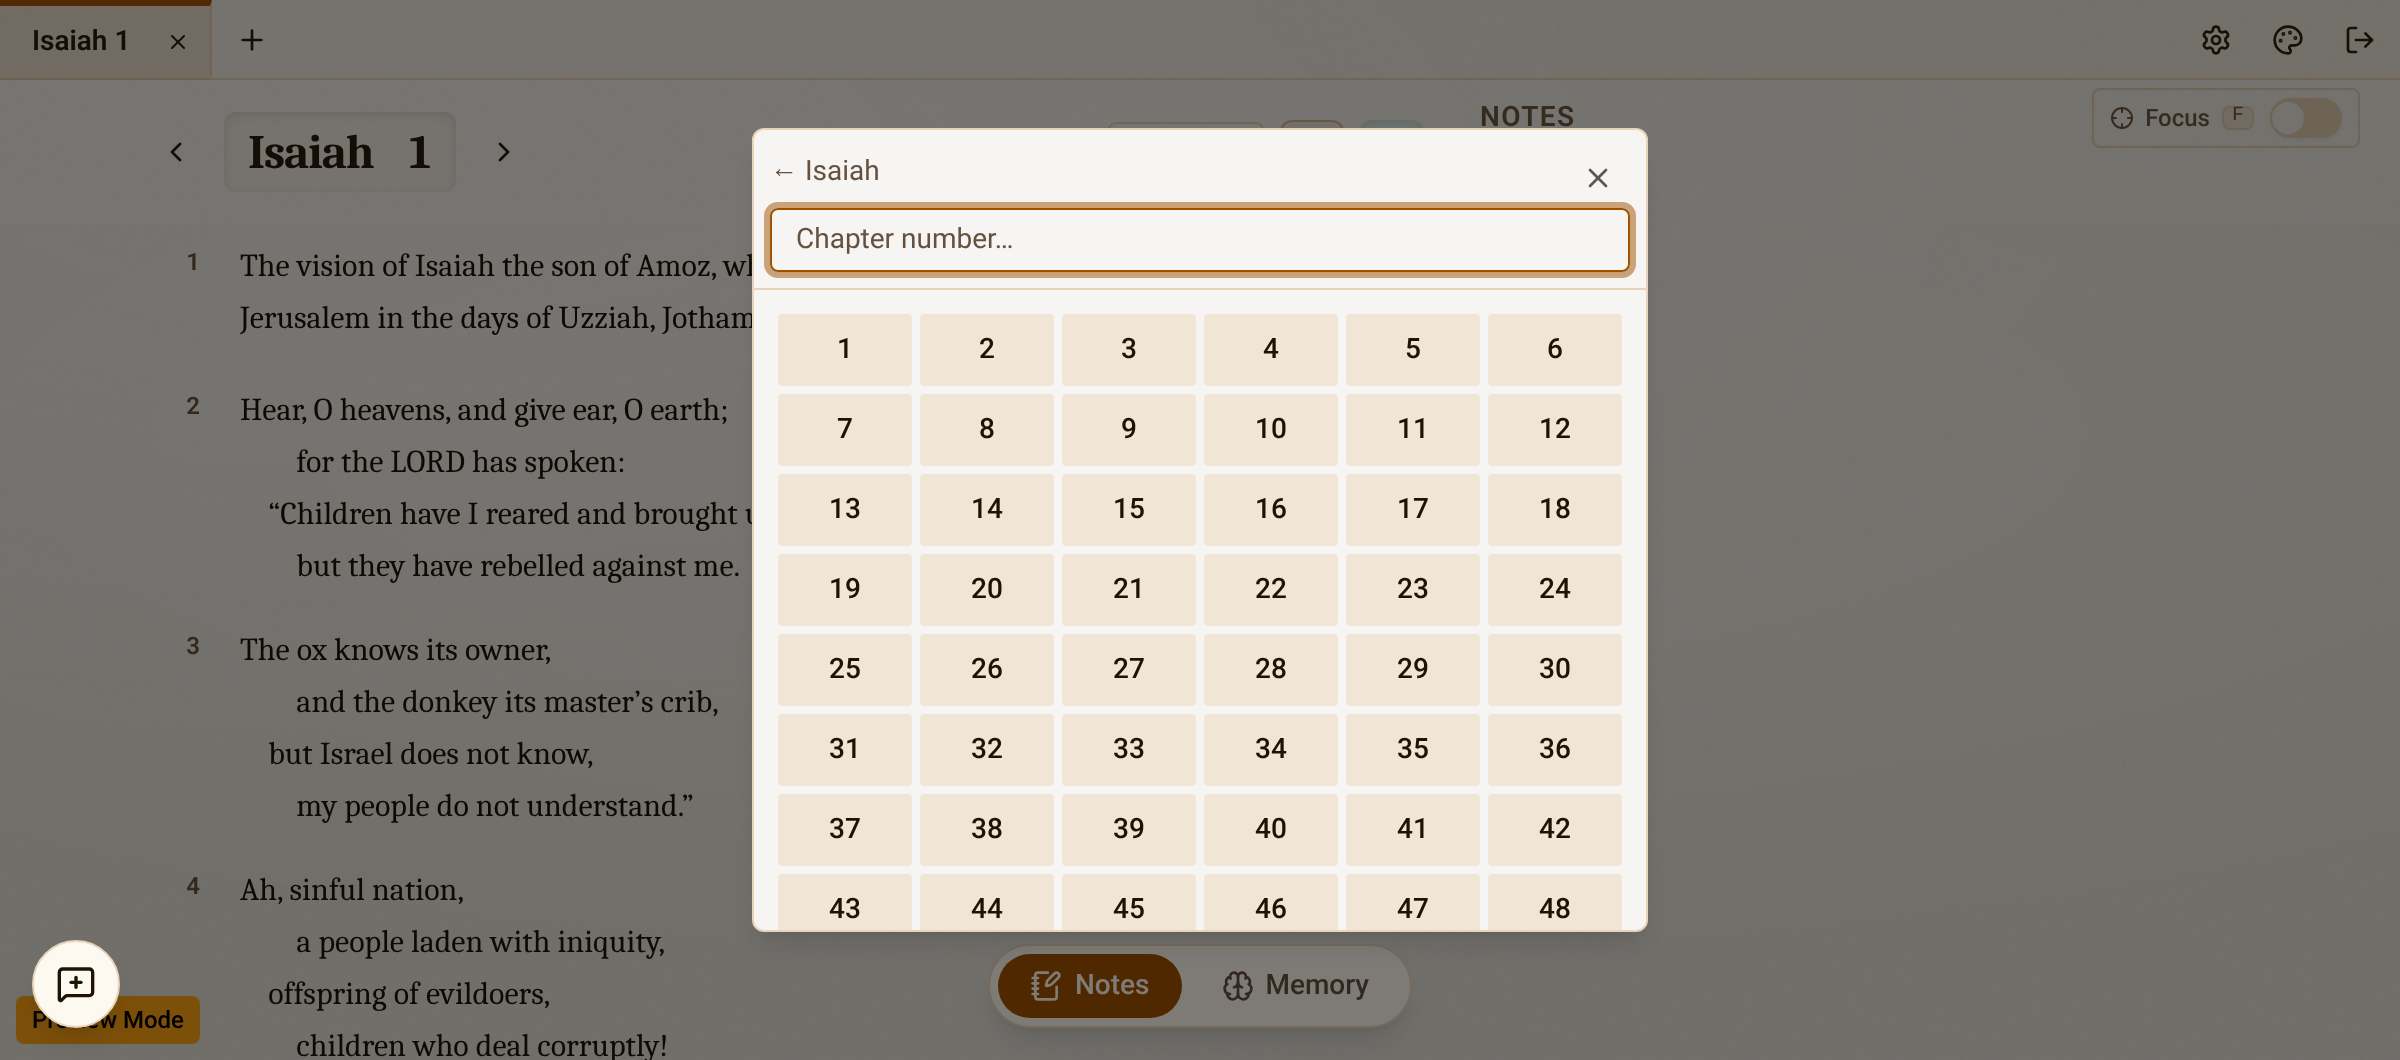 Isaiah 1
Isaiah 1
NOTES
Focus F
1 The vision of Isaiah the son of Amoz,
Jerusalem in the days of Uzziah, Jotham
2 Hear, O heavens, and give ear, O earth;
for the LORD has spoken:
“Children have I reared and brought
but they have rebelled against me.
3 The ox knows its owner,
and the donkey its master’s crib,
but Israel does not know,
my people do not understand.”
4 Ah, sinful nation,
a people laden with iniquity,
offspring of evildoers,
children who deal corruptly!
← Isaiah
Chapter number...
1 2 3 4 5 6
7 8 9 10 11 12
13 14 15 16 17 18
19 20 21 22 23 24
25 26 27 28 29 30
31 32 33 34 35 36
37 38 39 40 41 42
43 44 45 46 47 48
Notes Memory
Mode